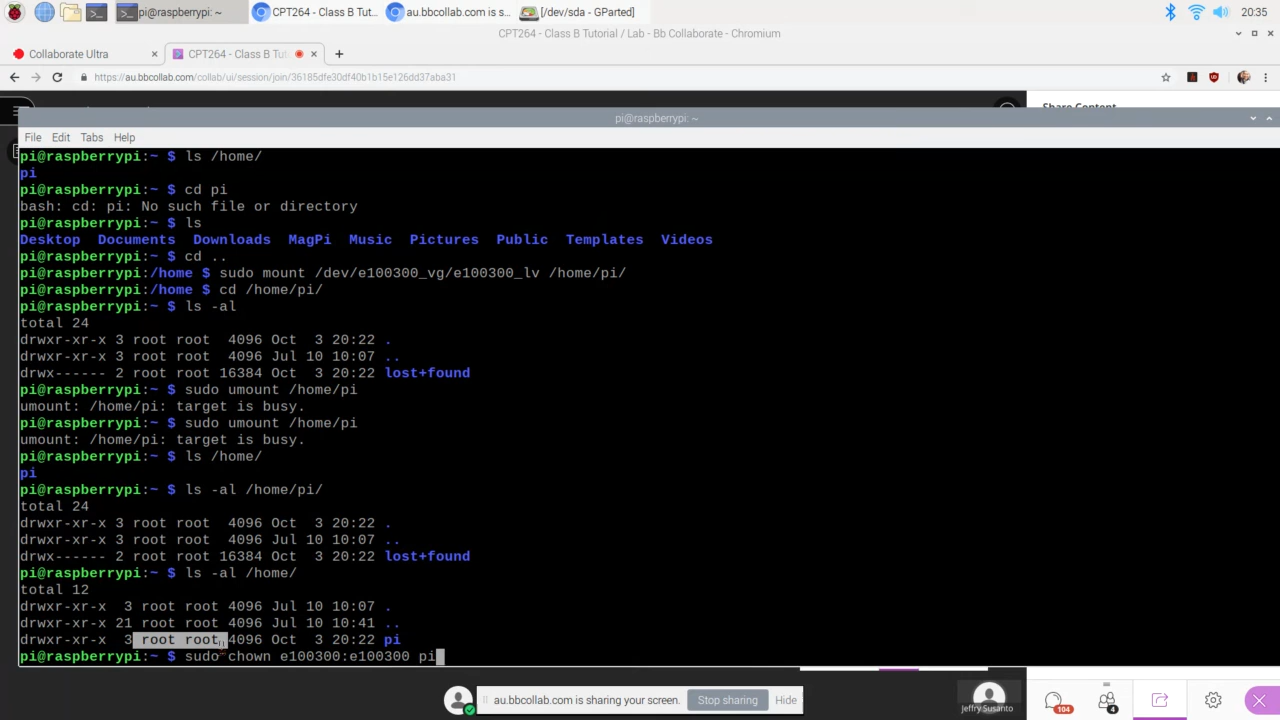 pi@raspberrypi: ~
CPT264 - Class B Tut...
au.bbcollab.com is s...
[/dev/sda - GParted]
20:35
CPT264 - Class B Tutorial / Lab - Bb Collaborate - Chromium
Collaborate Ultra
CPT264 - Class B Tut
https://au.bbcollab.com/collab/ui/session/join/36185dfe30df40b1b15e126dd37aba31
Share Content
pi@raspberrypi: ~
File Edit Tabs Help
pi@raspberrypi:~ $ ls /home/
pi
pi@raspberrypi:~ $ cd pi
bash: cd: pi: No such file or directory
pi@raspberrypi:~ $ ls
Desktop Documents Downloads MagPi Music Pictures Public Templates Videos
pi@raspberrypi:~ $ cd ..
pi@raspberrypi:/home $ sudo mount /dev/e100300_vg/e100300_lv /home/pi/
pi@raspberrypi:/home $ cd /home/pi/
pi@raspberrypi:~ $ ls -al
total 24
drwxr-xr-x 3 root root 4096 Oct 3 20:22 .
drwxr-xr-x 3 root root 4096 Jul 10 10:07 ..
drwx------ 2 root root 16384 Oct 3 20:22 lost+found
pi@raspberrypi:~ $ sudo umount /home/pi
umount: /home/pi: target is busy.
pi@raspberrypi:~ $ sudo umount /home/pi
umount: /home/pi: target is busy.
pi@raspberrypi:~ $ ls /home/
pi
pi@raspberrypi:~ $ ls -al /home/pi/
total 24
drwxr-xr-x 3 root root 4096 Oct 3 20:22 .
drwxr-xr-x 3 root root 4096 Jul 10 10:07 ..
drwx------ 2 root root 16384 Oct 3 20:22 lost+found
pi@raspberrypi:~ $ ls -al /home/
total 12
drwxr-xr-x 3 root root 4096 Jul 10 10:07 .
drwxr-xr-x 21 root root 4096 Jul 10 10:41 ..
drwxr-xr-x 3 root root 4096 Oct 3 20:22 pi
pi@raspberrypi:~ $ sudo chown e100300:e100300 pi
au.bbcollab.com is sharing your screen.
Stop sharing
Hide
Jeffry Susanto
104
4